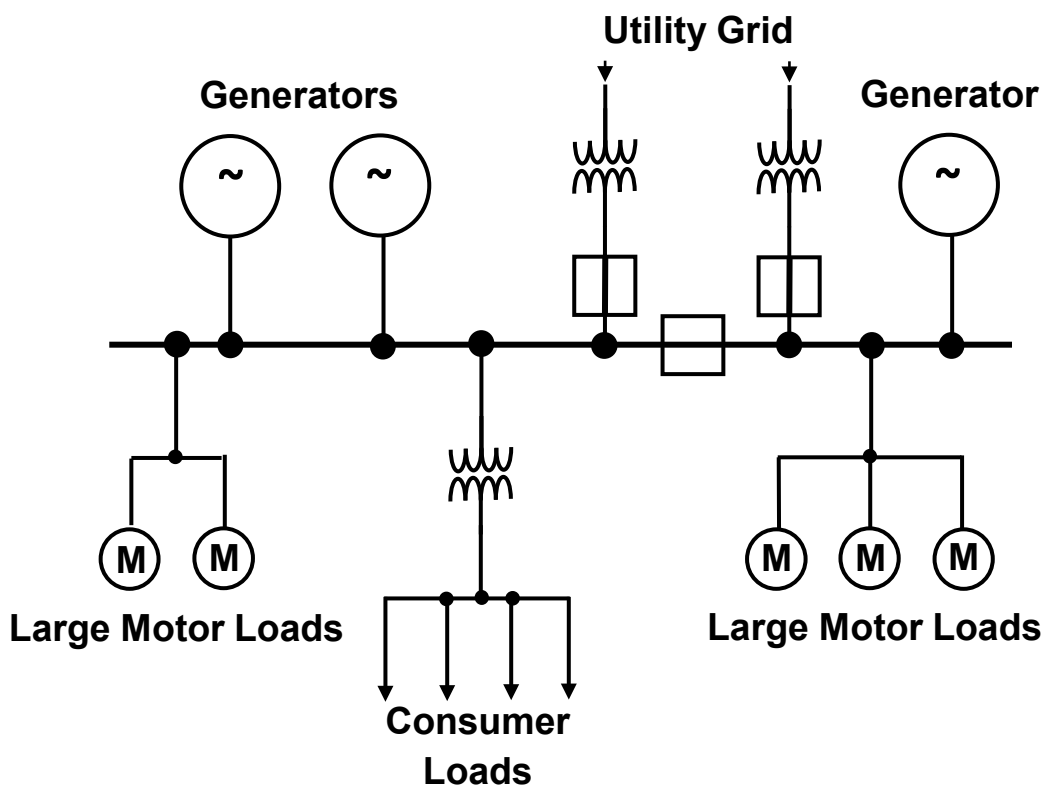 Utility Grid
Generators
Generator
~
~
~
M
M
M
M
M
Large Motor Loads
Large Motor Loads
Consumer
Loads